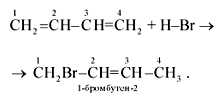 1 2 3 4
CH₂=CH–CH=CH₂ + H–Br →
1 2 3 4
→ CH₂Br–CH=CH–CH₃ .
1-бромбутен-2